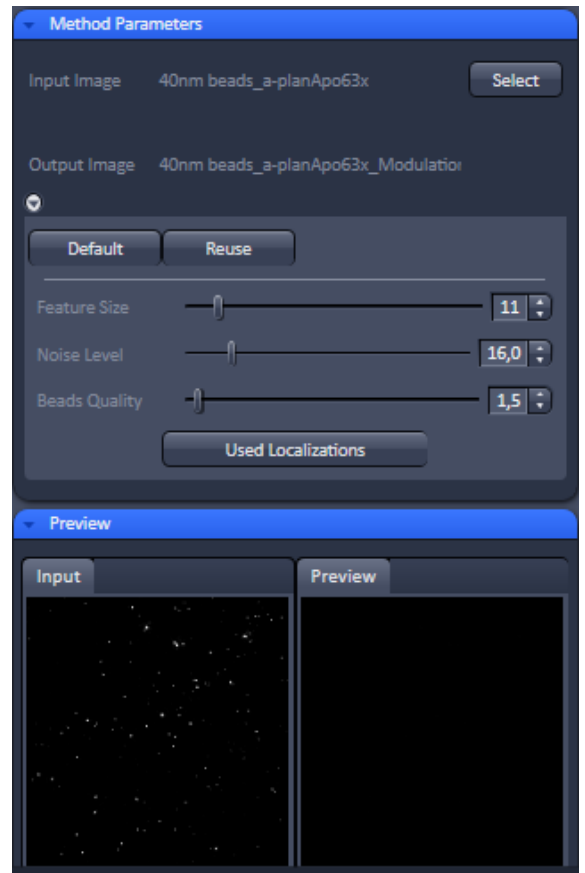 Method Parameters
Input Image 40nm beads_a-planApo63x Select
Output Image 40nm beads_a-planApo63x_Modulation
Default Reuse
Feature Size 11
Noise Level 16,0
Beads Quality 1,5
Used Localizations
Preview
Input Preview